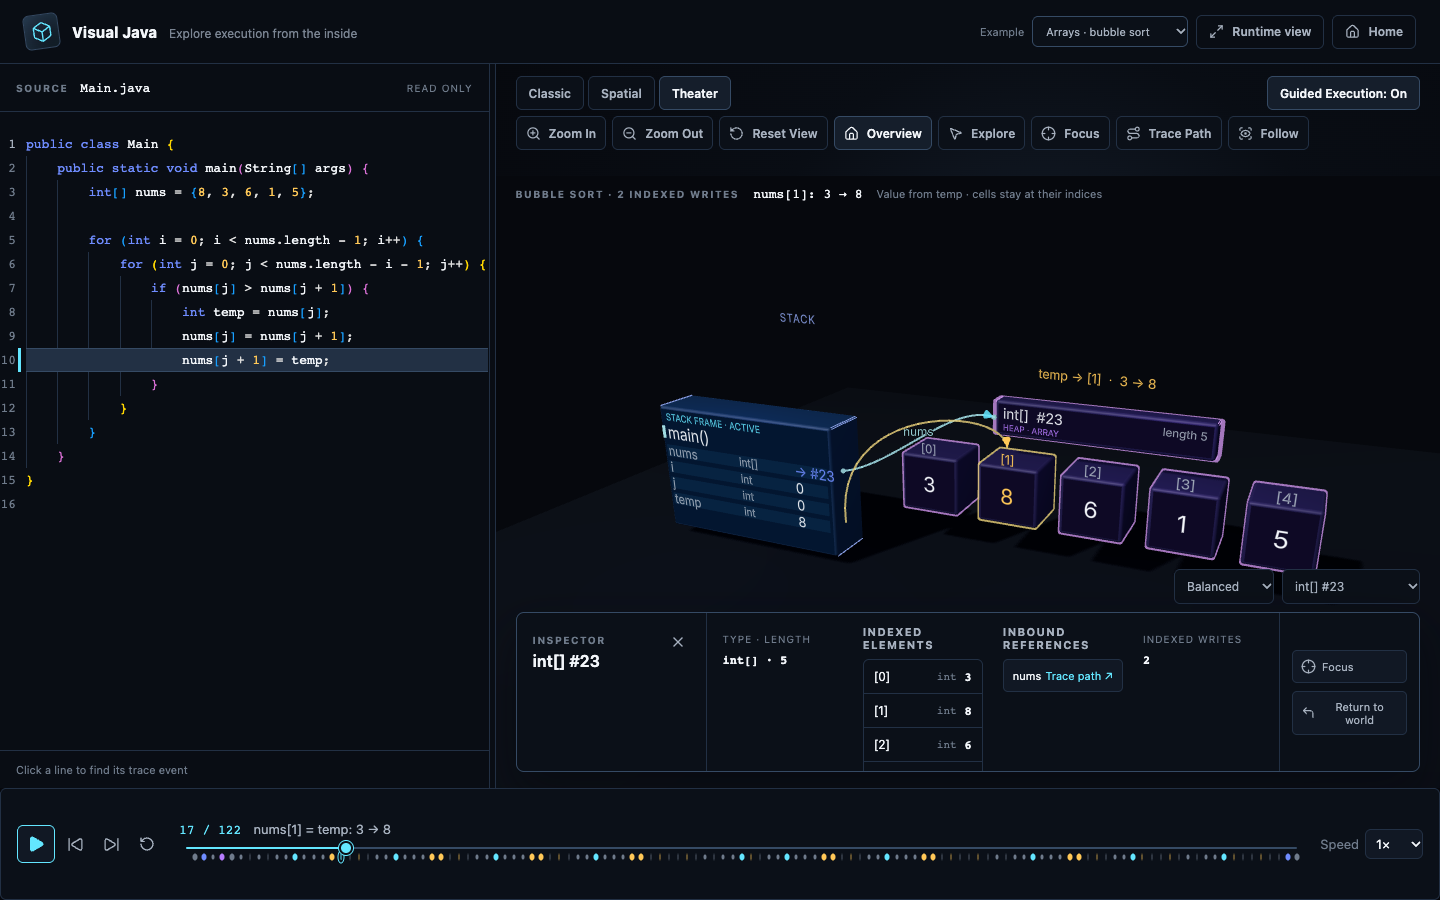 Visual Java Explore execution from the inside
Example Arrays · bubble sort Runtime view Home
SOURCE Main.java READ ONLY
1 public class Main {
2 public static void main(String[] args) {
3 int[] nums = {8, 3, 6, 1, 5};
4
5 for (int i = 0; i < nums.length - 1; i++) {
6 for (int j = 0; j < nums.length - i - 1; j++) {
7 if (nums[j] > nums[j + 1]) {
8 int temp = nums[j];
9 nums[j] = nums[j + 1];
10 nums[j + 1] = temp;
11 }
12 }
13 }
14 }
15 }
16
Click a line to find its trace event
Classic Spatial Theater Guided Execution: On
Zoom In Zoom Out Reset View Overview Explore Focus Trace Path Follow
BUBBLE SORT · 2 INDEXED WRITES nums[1]: 3 → 8 Value from temp · cells stay at their indices
STACK
STACK FRAME · ACTIVE
main()
nums int[] → #23
i int 0
j int 0
temp int 8
nums
temp → [1] · 3 → 8
int[] #23
HEAP · ARRAY length 5
[0] [1] [2] [3] [4]
3 8 6 1 5
Balanced int[] #23
INSPECTOR
int[] #23
TYPE · LENGTH
int[] · 5
INDEXED
ELEMENTS
[0] int 3
[1] int 8
[2] int 6
INBOUND
REFERENCES
nums Trace path ↗
INDEXED WRITES
2
Focus
Return to
world
17 / 122 nums[1] = temp: 3 → 8
Speed 1×